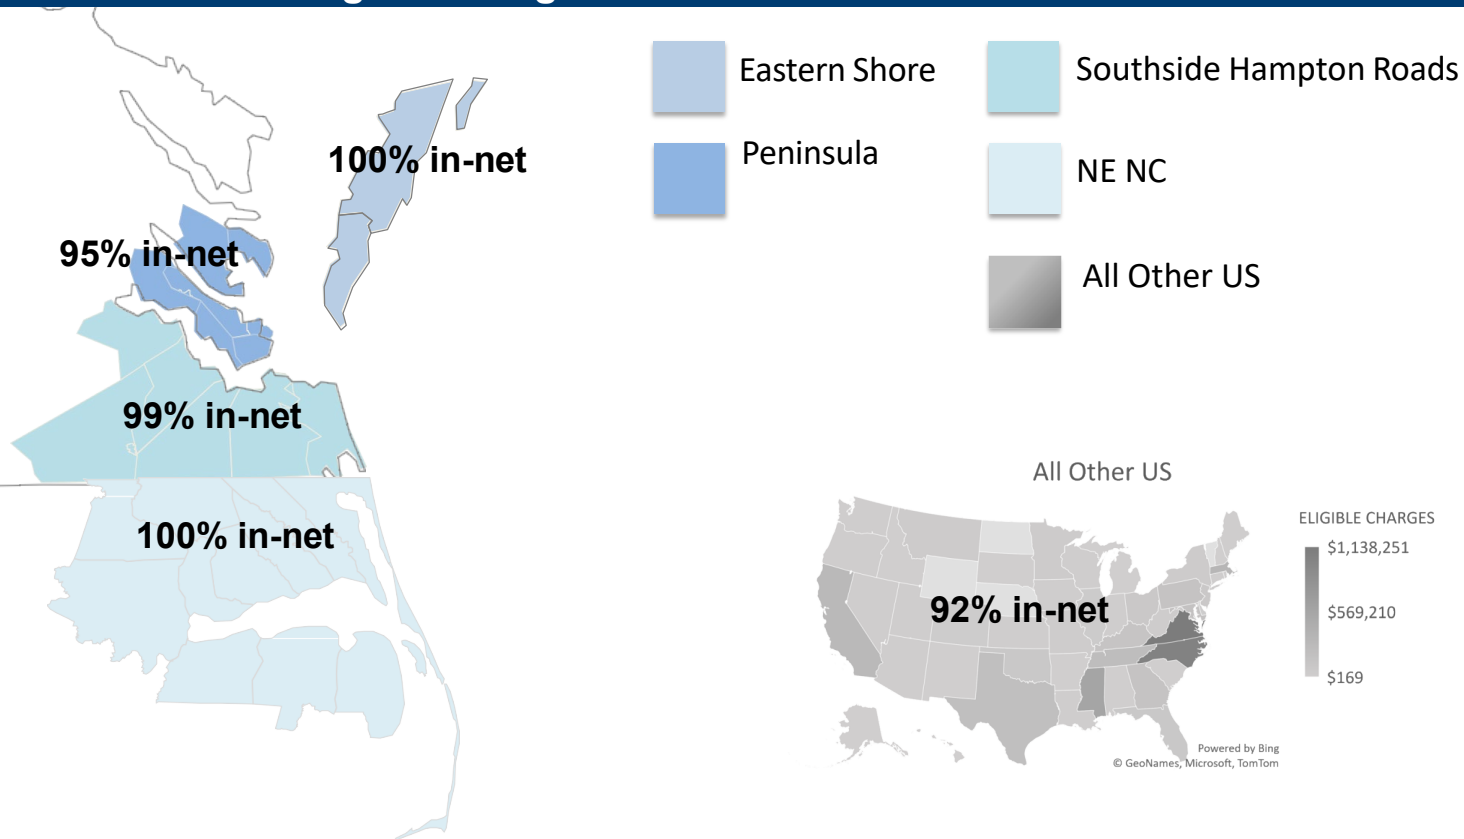 Eastern Shore
Southside Hampton Roads
Peninsula
NE NC
All Other US
100% in-net
95% in-net
99% in-net
100% in-net
All Other US
92% in-net
ELIGIBLE CHARGES
$1,138,251
$569,210
$169
Powered by Bing
© GeoNames, Microsoft, TomTom